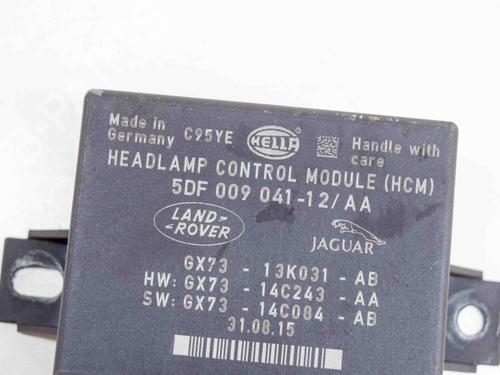 Made in
Germany
C95YE
HELLA
Handle with
care
HEADLAMP CONTROL MODULE (HCM)
5DF 009 041-12/AA
LAND-
ROVER
JAGUAR
GX73 - 13K031 - AB
HW: GX73 - 14C243 - AA
SW: GX73 - 14C084 - AB
31.08.15